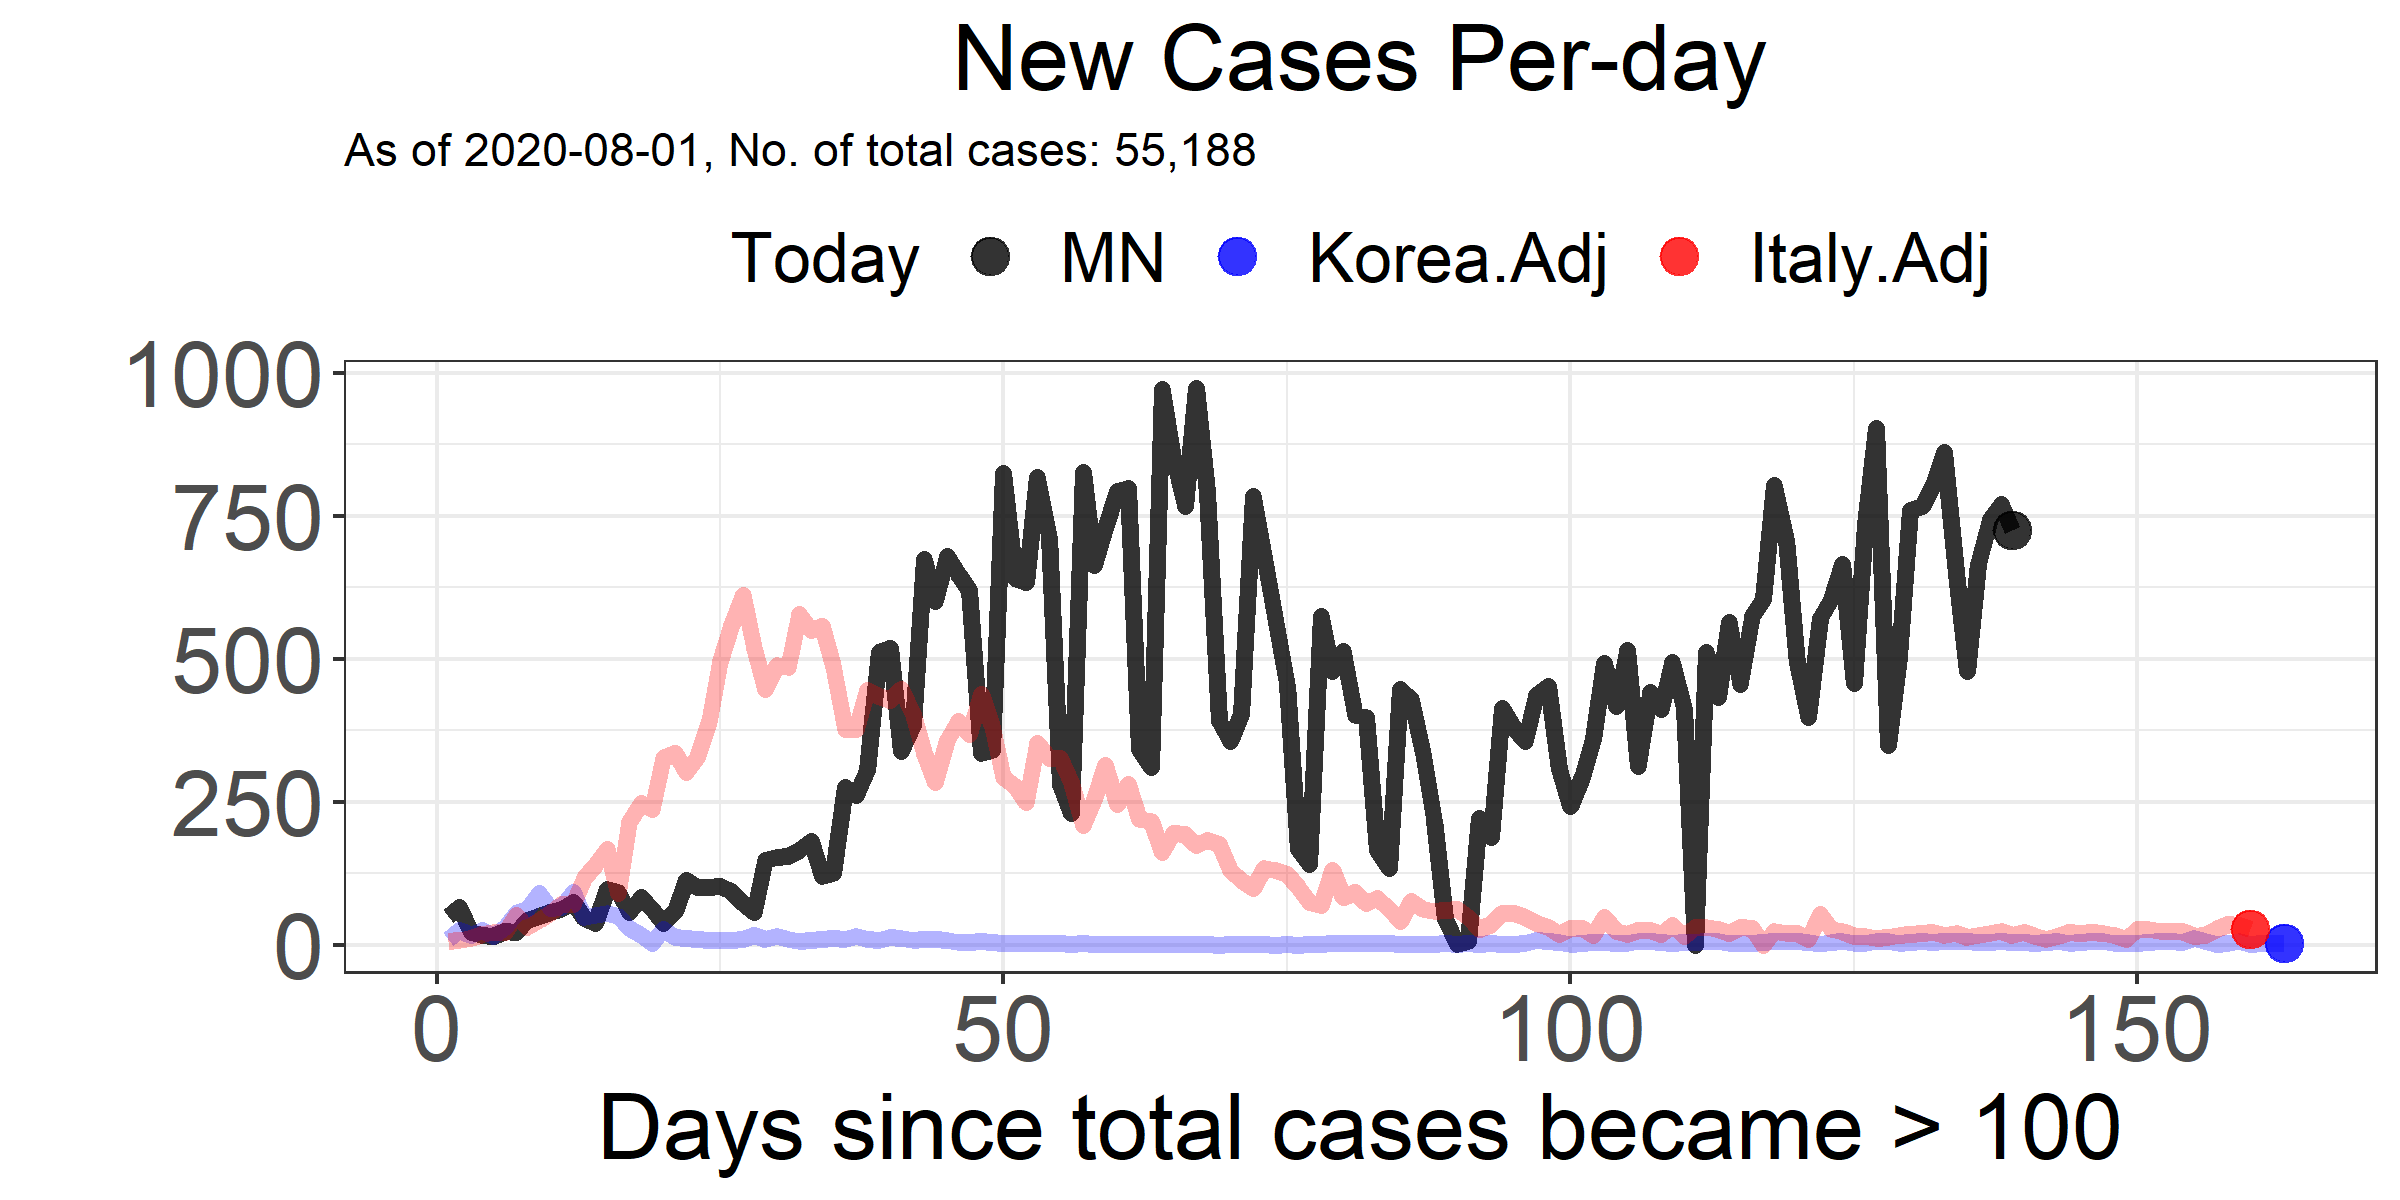 New Cases Per-day
As of 2020-08-01, No. of total cases: 55,188
Today MN Korea.Adj Italy.Adj
1000
750
500
250
0
0 50 100 150
Days since total cases became > 100